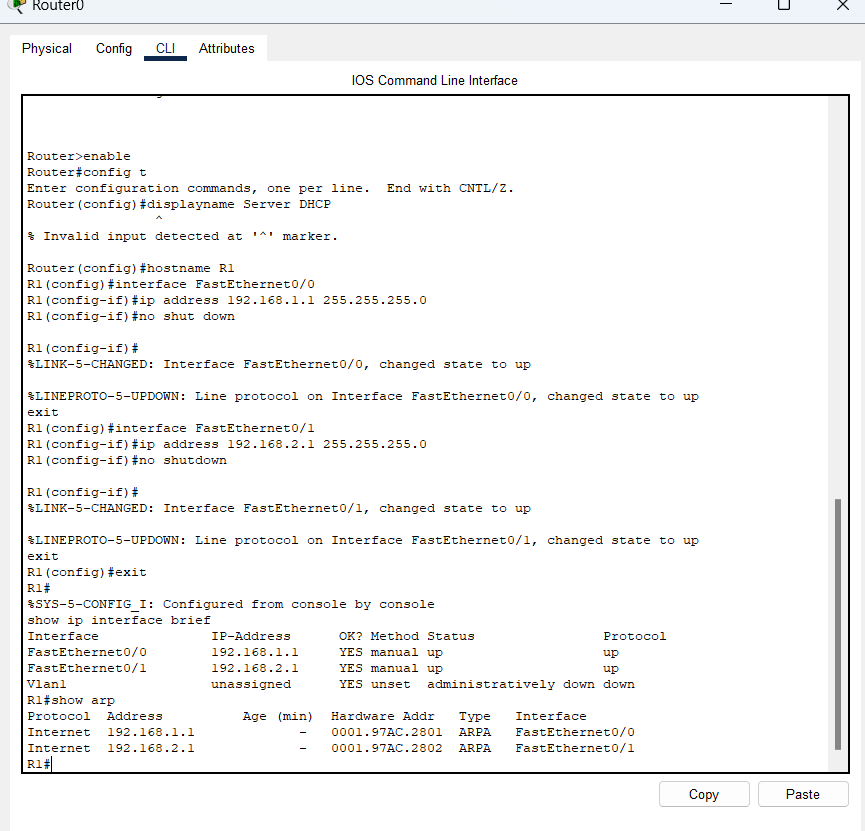 Router0
Physical Config CLI Attributes
IOS Command Line Interface
Router>enable
Router#config t
Enter configuration commands, one per line.  End with CNTL/Z.
Router(config)#displayname Server DHCP
^
% Invalid input detected at '^' marker.
Router(config)#hostname R1
R1(config)#interface FastEthernet0/0
R1(config-if)#ip address 192.168.1.1 255.255.255.0
R1(config-if)#no shut down
R1(config-if)#
%LINK-5-CHANGED: Interface FastEthernet0/0, changed state to up
%LINEPROTO-5-UPDOWN: Line protocol on Interface FastEthernet0/0, changed state to up
exit
R1(config)#interface FastEthernet0/1
R1(config-if)#ip address 192.168.2.1 255.255.255.0
R1(config-if)#no shutdown
R1(config-if)#
%LINK-5-CHANGED: Interface FastEthernet0/1, changed state to up
%LINEPROTO-5-UPDOWN: Line protocol on Interface FastEthernet0/1, changed state to up
exit
R1(config)#exit
R1#
%SYS-5-CONFIG_I: Configured from console by console
show ip interface brief
Interface              IP-Address      OK? Method Status                Protocol
FastEthernet0/0        192.168.1.1     YES manual up                    up
FastEthernet0/1        192.168.2.1     YES manual up                    up
Vlan1                  unassigned      YES unset  administratively down down
R1#show arp
Protocol  Address          Age (min)  Hardware Addr   Type   Interface
Internet  192.168.1.1             -   0001.97AC.2801  ARPA   FastEthernet0/0
Internet  192.168.2.1             -   0001.97AC.2802  ARPA   FastEthernet0/1
R1#
Copy Paste